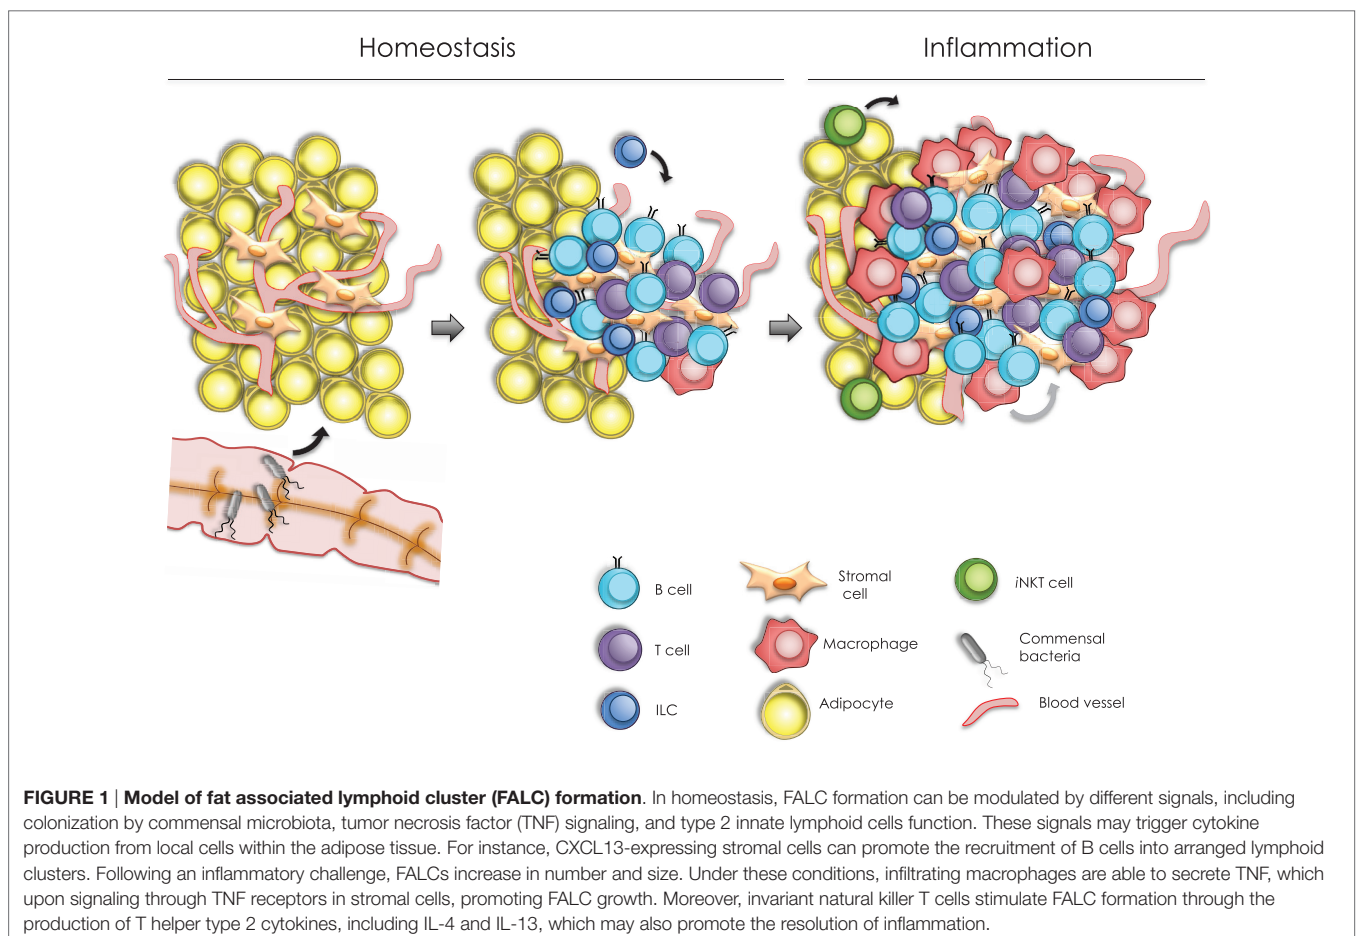 Homeostasis
Inflammation
B cell
Stromal
cell
iNKT cell
T cell
Macrophage
Commensal
bacteria
ILC
Adipocyte
Blood vessel
FIGURE 1 | Model of fat associated lymphoid cluster (FALC) formation. In homeostasis, FALC formation can be modulated by different signals, including
colonization by commensal microbiota, tumor necrosis factor (TNF) signaling, and type 2 innate lymphoid cells function. These signals may trigger cytokine
production from local cells within the adipose tissue. For instance, CXCL13-expressing stromal cells can promote the recruitment of B cells into arranged lymphoid
clusters. Following an inflammatory challenge, FALCs increase in number and size. Under these conditions, infiltrating macrophages are able to secrete TNF, which
upon signaling through TNF receptors in stromal cells, promoting FALC growth. Moreover, invariant natural killer T cells stimulate FALC formation through the
production of T helper type 2 cytokines, including IL-4 and IL-13, which may also promote the resolution of inflammation.